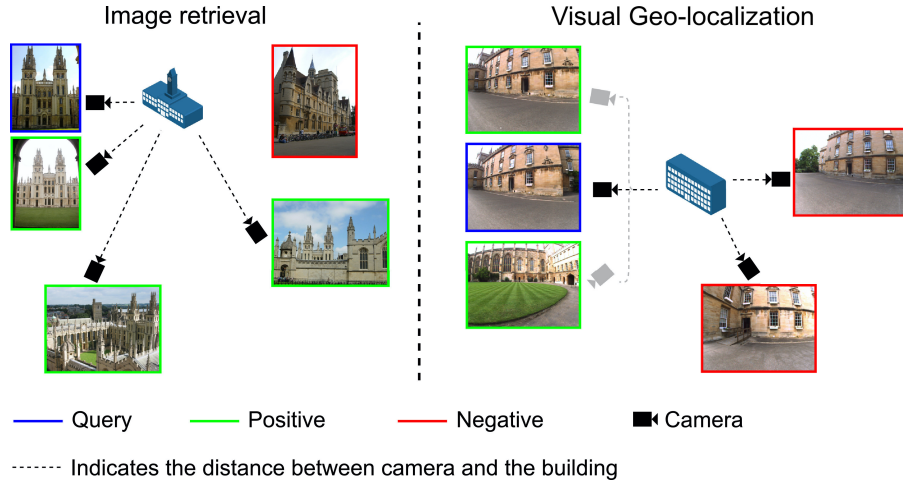 Image retrieval
Visual Geo-localization
Query
Positive
Negative
Camera
Indicates the distance between camera and the building